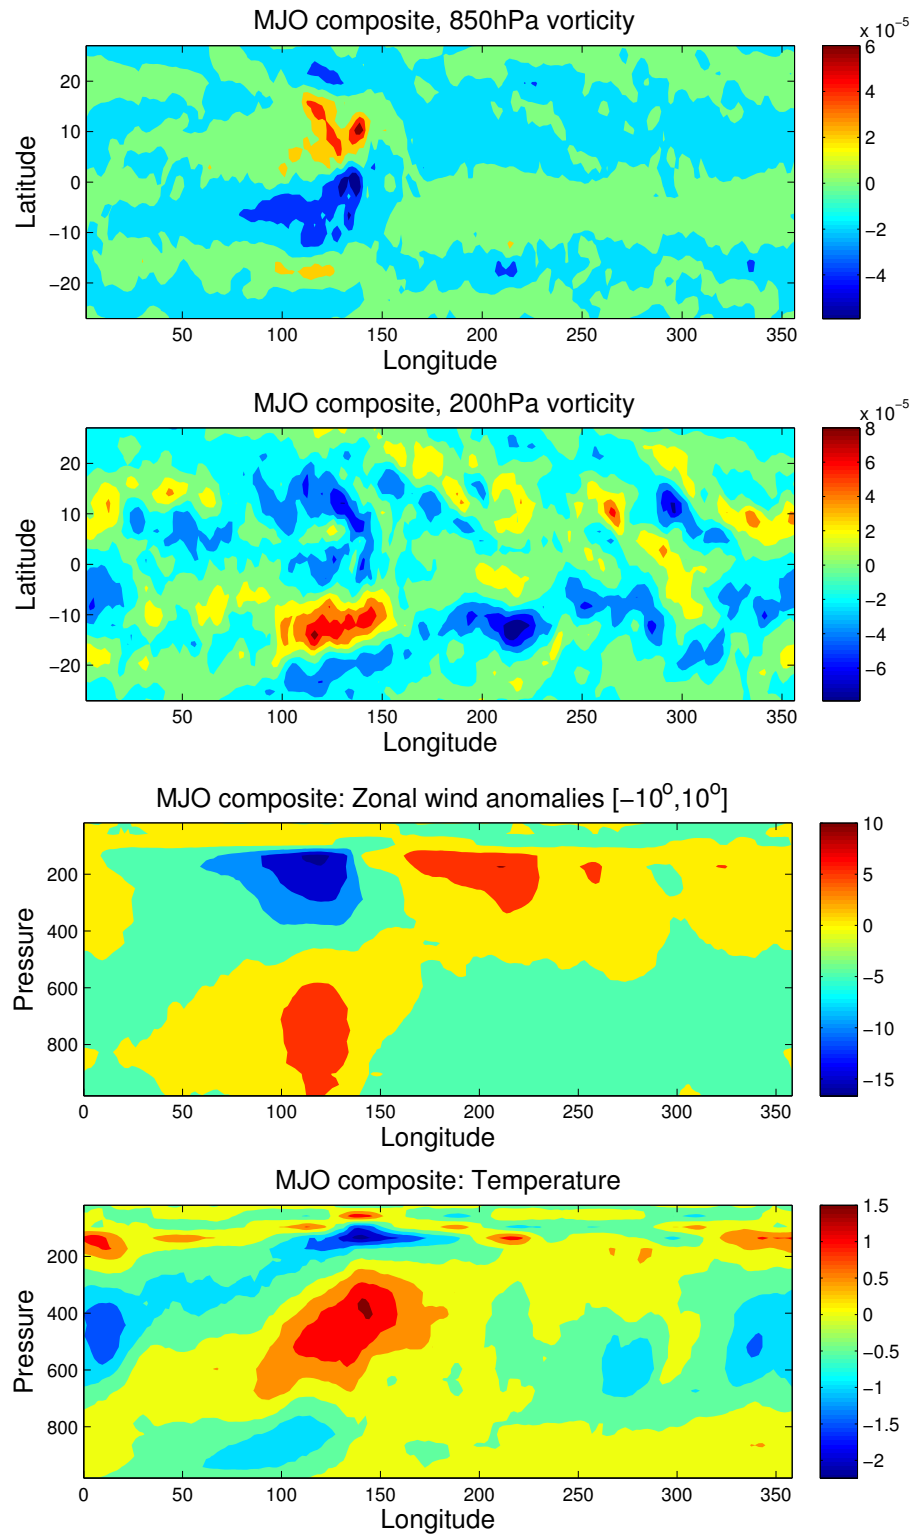 MJO composite, 850hPa vorticity
x 10⁻⁵
6
4
2
0
−2
−4
20
10
0
−10
−20
Latitude
50 100 150 200 250 300 350
Longitude
MJO composite, 200hPa vorticity
x 10⁻⁵
8
6
4
2
0
−2
−4
−6
20
10
0
−10
−20
Latitude
50 100 150 200 250 300 350
Longitude
MJO composite: Zonal wind anomalies [−10°,10°]
10
5
0
−5
−10
−15
200
400
600
800
Pressure
0 50 100 150 200 250 300 350
Longitude
MJO composite: Temperature
1.5
1
0.5
0
−0.5
−1
−1.5
−2
200
400
600
800
Pressure
0 50 100 150 200 250 300 350
Longitude